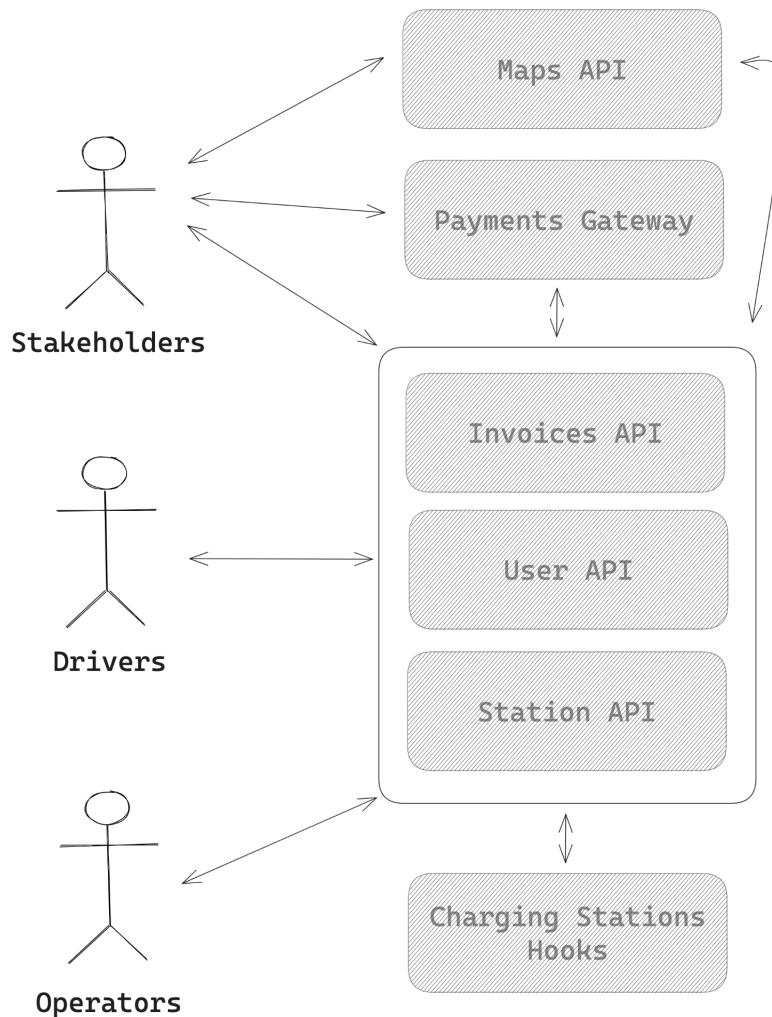 Maps API
Payments Gateway
Stakeholders
Invoices API
User API
Drivers
Station API
Charging Stations
Hooks
Operators